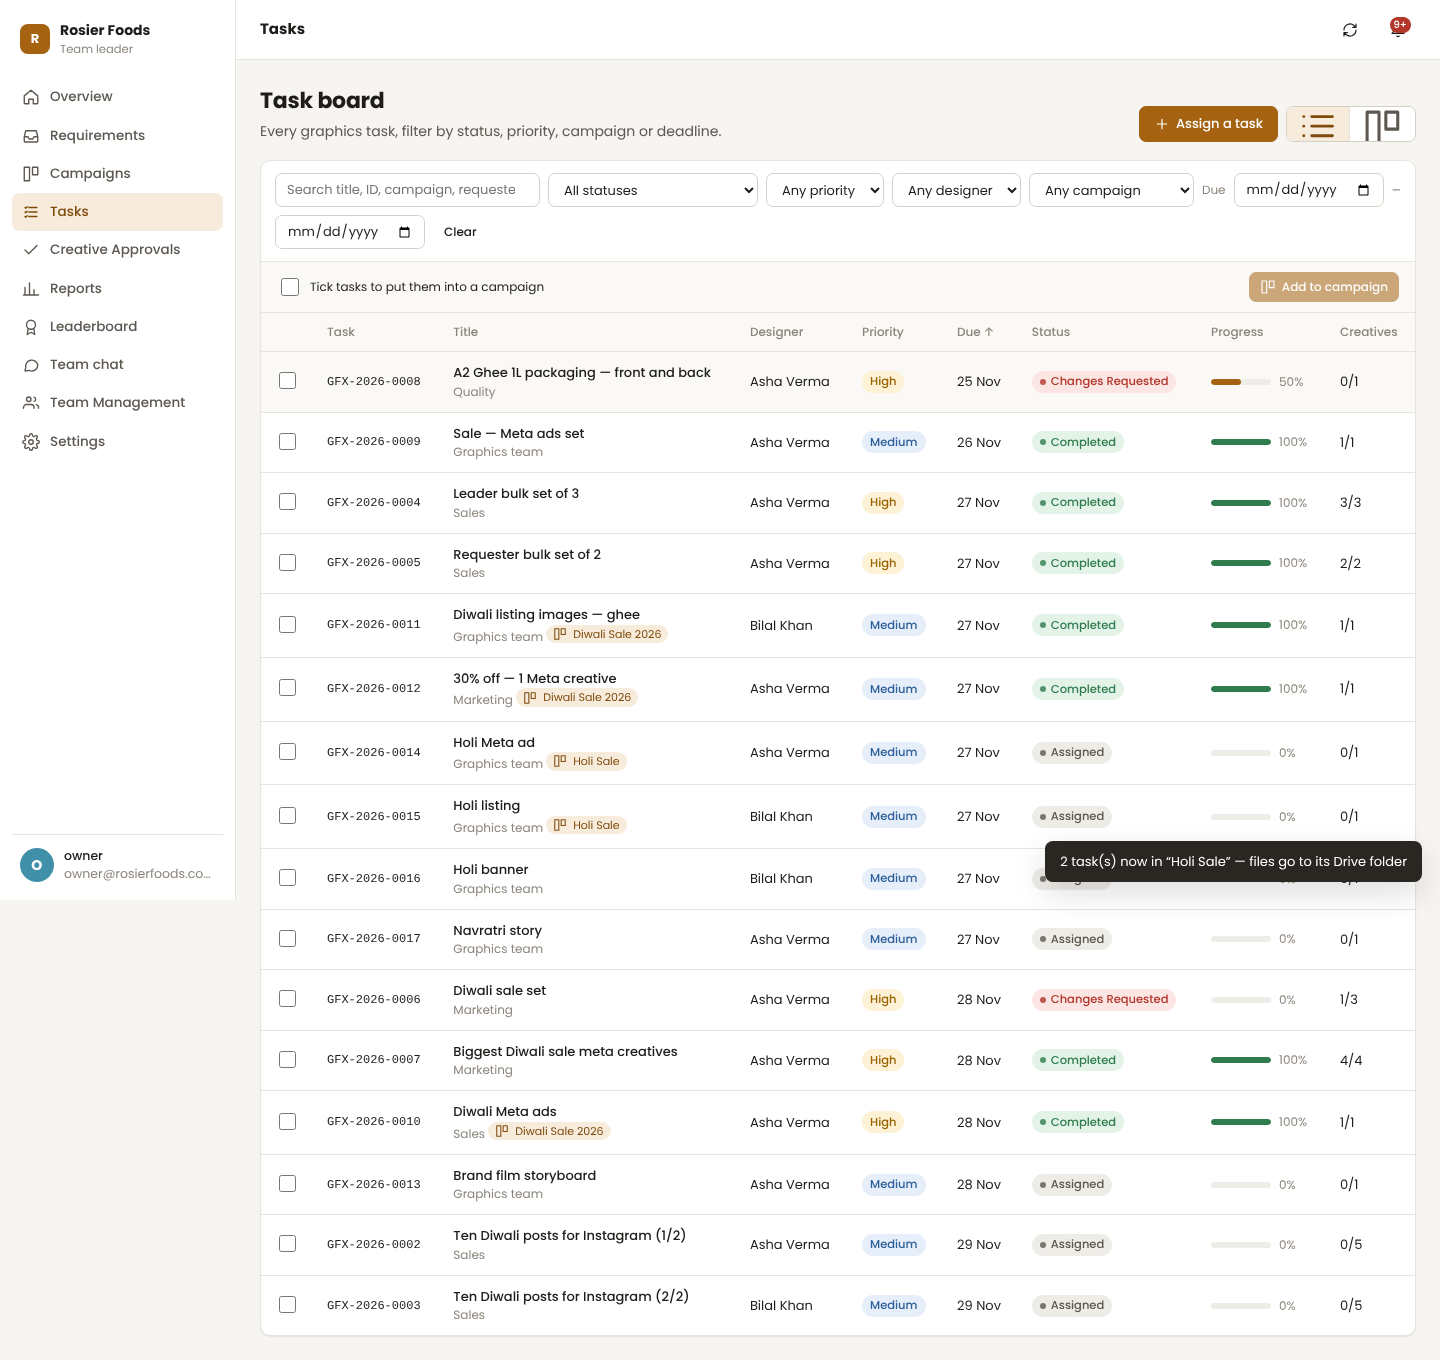 R
Rosier Foods
Team leader
Overview
Requirements
Campaigns
Tasks
Creative Approvals
Reports
Leaderboard
Team chat
Team Management
Settings
O
owner
owner@rosierfoods.co...
Tasks
9+
Task board
Every graphics task, filter by status, priority, campaign or deadline.
+ Assign a task
Search title, ID, campaign, requeste
All statuses
Any priority
Any designer
Any campaign
Due
mm/dd/yyyy
–
mm/dd/yyyy
Clear
Tick tasks to put them into a campaign
Add to campaign
Task Title Designer Priority Due ↑ Status Progress Creatives
GFX-2026-0008 A2 Ghee 1L packaging — front and back Asha Verma High 25 Nov Changes Requested 50% 0/1
Quality
GFX-2026-0009 Sale — Meta ads set Asha Verma Medium 26 Nov Completed 100% 1/1
Graphics team
GFX-2026-0004 Leader bulk set of 3 Asha Verma High 27 Nov Completed 100% 3/3
Sales
GFX-2026-0005 Requester bulk set of 2 Asha Verma High 27 Nov Completed 100% 2/2
Sales
GFX-2026-0011 Diwali listing images — ghee Bilal Khan Medium 27 Nov Completed 100% 1/1
Graphics team Diwali Sale 2026
GFX-2026-0012 30% off — 1 Meta creative Asha Verma Medium 27 Nov Completed 100% 1/1
Marketing Diwali Sale 2026
GFX-2026-0014 Holi Meta ad Asha Verma Medium 27 Nov Assigned 0% 0/1
Graphics team Holi Sale
GFX-2026-0015 Holi listing Bilal Khan Medium 27 Nov Assigned 0% 0/1
Graphics team Holi Sale
2 task(s) now in “Holi Sale” — files go to its Drive folder
GFX-2026-0016 Holi banner Bilal Khan Medium 27 Nov
Graphics team
GFX-2026-0017 Navratri story Asha Verma Medium 27 Nov Assigned 0% 0/1
Graphics team
GFX-2026-0006 Diwali sale set Asha Verma High 28 Nov Changes Requested 0% 1/3
Marketing
GFX-2026-0007 Biggest Diwali sale meta creatives Asha Verma High 28 Nov Completed 100% 4/4
Marketing
GFX-2026-0010 Diwali Meta ads Asha Verma High 28 Nov Completed 100% 1/1
Sales Diwali Sale 2026
GFX-2026-0013 Brand film storyboard Asha Verma Medium 28 Nov Assigned 0% 0/1
Graphics team
GFX-2026-0002 Ten Diwali posts for Instagram (1/2) Asha Verma Medium 29 Nov Assigned 0% 0/5
Sales
GFX-2026-0003 Ten Diwali posts for Instagram (2/2) Bilal Khan Medium 29 Nov Assigned 0% 0/5
Sales